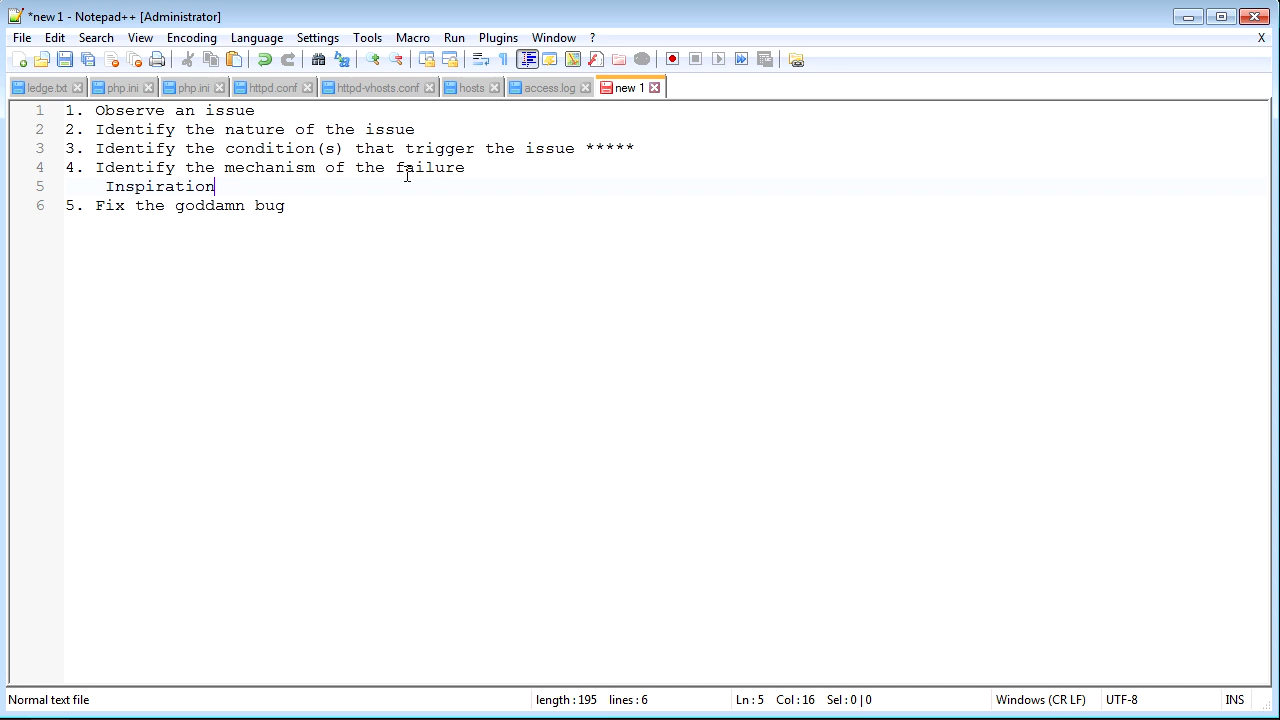 *new 1 - Notepad++ [Administrator]
File Edit Search View Encoding Language Settings Tools Macro Run Plugins Window ? X
ledge.txt php.ini php.ini httpd.conf httpd-vhosts.conf hosts access.log new 1
1 1. Observe an issue
2 2. Identify the nature of the issue
3 3. Identify the condition(s) that trigger the issue *****
4 4. Identify the mechanism of the failure
5 Inspiration
6 5. Fix the goddamn bug
Normal text file length : 195 lines : 6 Ln : 5 Col : 16 Sel : 0 | 0 Windows (CR LF) UTF-8 INS